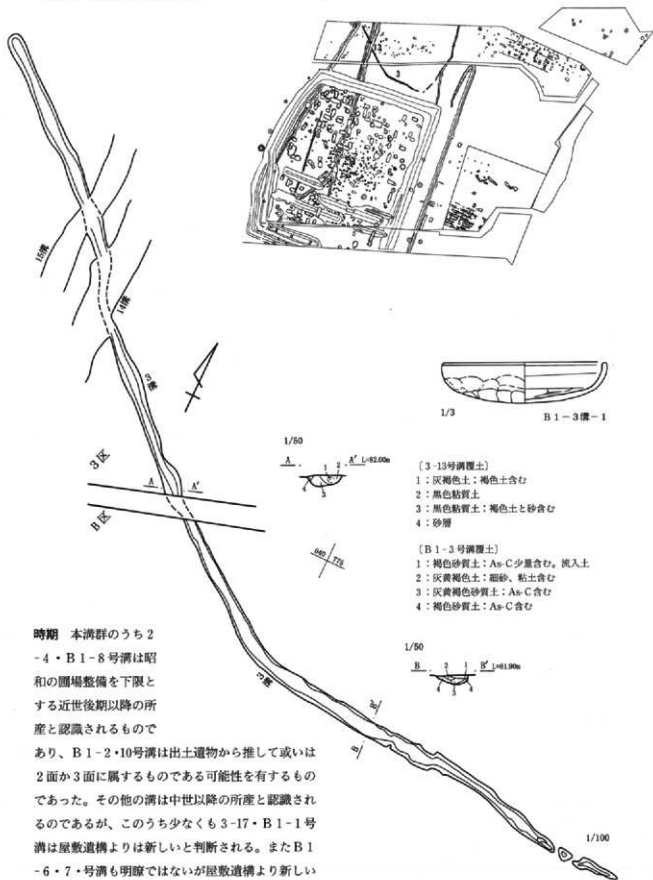 3
15溝
14溝
3溝
3区
B区
A
A′
1/50
A A′ L=82.00m
1 2
4 3
1/3
B1-3溝-1
〔3-13号溝覆土〕
1:灰褐色土:褐色土含む
2:黒色粘質土
3:黒色粘質土:褐色土と砂含む
4:砂層
〔B1-3号溝覆土〕
1:褐色砂質土:As-C少量含む。流入土
2:灰黄褐色土:細砂、粘土含む
3:灰黄褐色砂質土:As-C含む
4:褐色砂質土:As-C含む
040 775
1/50
B B′ L=81.90m
2 1
4 3
3溝
B′
B
時期 本溝群のうち2
-4・B1-8号溝は昭
和の圃場整備を下限と
する近世後期以降の所
産と認識されるもので
あり、B1-2・10号溝は出土遺物から推して或いは
2面か3面に属するものである可能性を有するもの
であった。その他の溝は中世以降の所産と認識され
るのであるが、このうち少なくも3-17・B1-1号
溝は屋敷遺構よりは新しいと判断される。またB1
-6・7・号溝も明瞭ではないが屋敷遺構より新しい
1/100